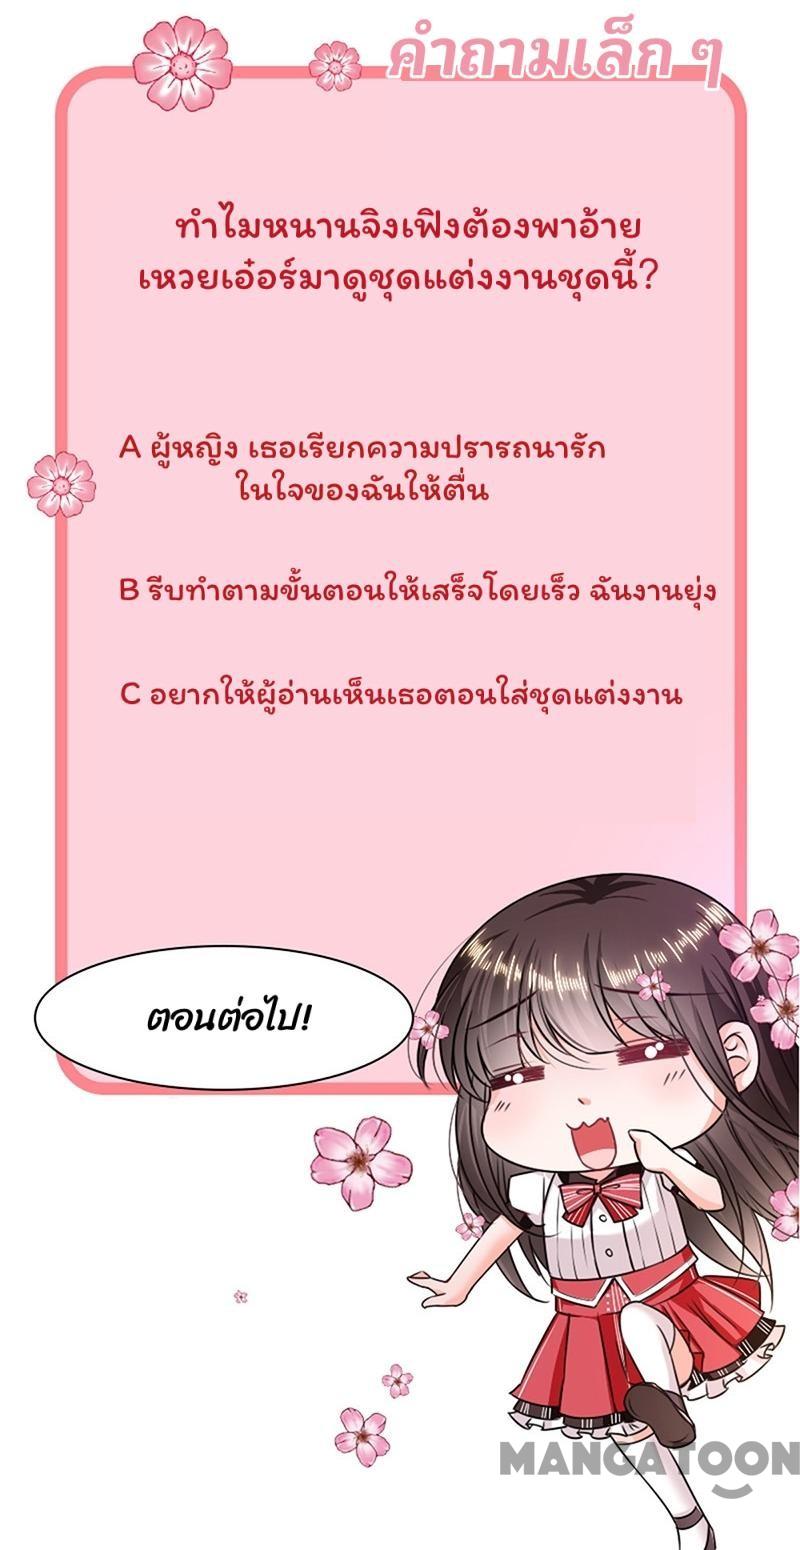 คำถามเล็ก ๆ
ทำไมหนานจิงเฟิงต้องพาอ้าย
เหวยเอ๋อร์มาดูชุดแต่งงานชุดนี้?
A ผู้หญิง เธอเรียกความปรารถนารัก
ในใจของฉันให้ตื่น
B รีบทำตามขั้นตอนให้เสร็จโดยเร็ว ฉันงานยุ่ง
C อยากให้ผู้อ่านเห็นเธอตอนใส่ชุดแต่งงาน
ตอนต่อไป!
MANGATOON